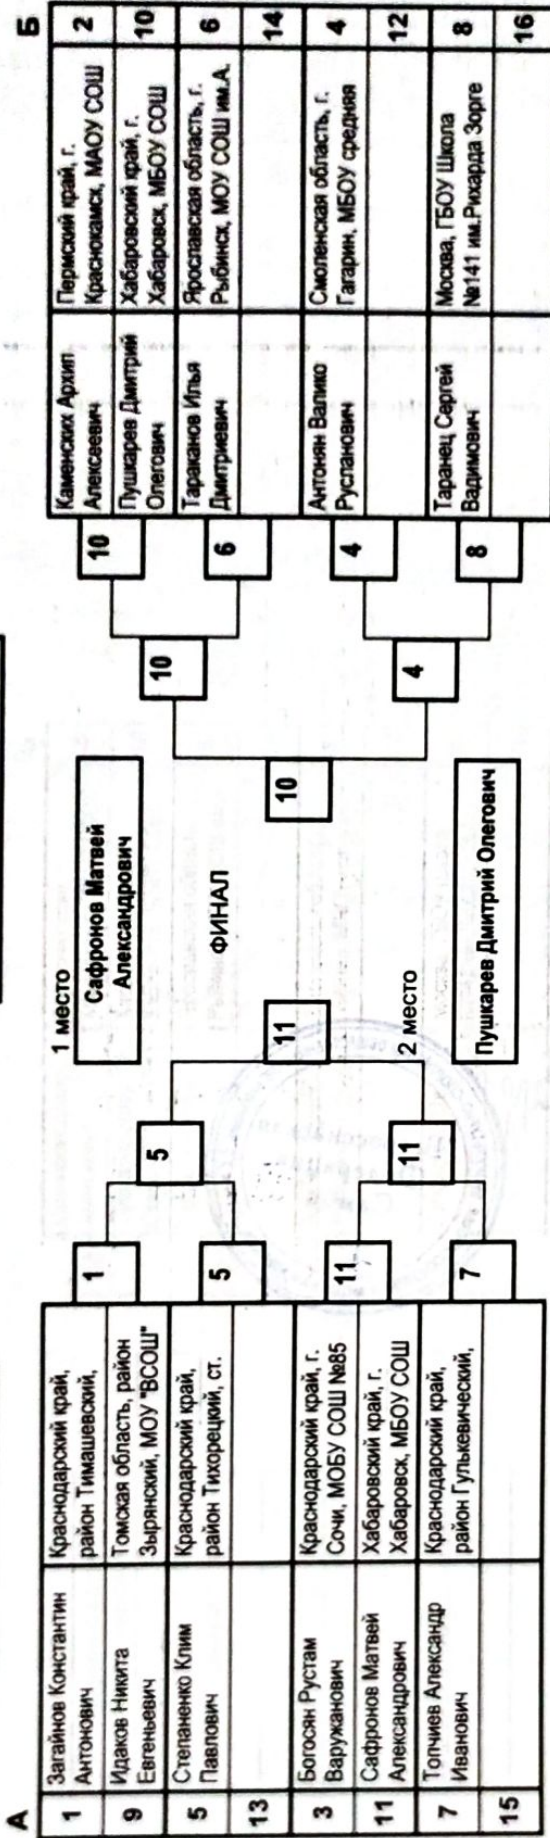 А
1
Загайнов Константин
Антонович
Краснодарский край,
район Тимашевский,
9
Идаков Никита
Евгеньевич
Томская область, район
Зырянский, МОУ "ВСОШ"
5
Степаненко Клим
Павлович
Краснодарский край,
район Тихорецкий, ст.
13
3
Богосян Рустам
Варужанович
Краснодарский край, г.
Сочи, МОБУ СОШ №85
11
Сафронов Матвей
Александрович
Хабаровский край, г.
Хабаровск, МБОУ СОШ
7
Топчиев Александр
Иванович
Краснодарский край,
район Гулькевический,
15
1
5
11
7
5
11
11
1 место
Сафронов Матвей
Александрович
ФИНАЛ
2 место
Пушкарев Дмитрий Олегович
10
10
4
10
6
4
8
Б
Каменских Архип
Алексеевич
Пермский край, г.
Краснокамск, МАОУ СОШ
2
Пушкарев Дмитрий
Олегович
Хабаровский край, г.
Хабаровск, МБОУ СОШ
10
Тараканов Илья
Дмитриевич
Ярославская область, г.
Рыбинск, МОУ СОШ им.А.
6
14
Антонян Валико
Русланович
Смоленская область, г.
Гагарин, МБОУ средняя
4
12
Таранец Сергей
Вадимович
Москва, ГБОУ Школа
№141 им.Рихарда Зорге
8
16